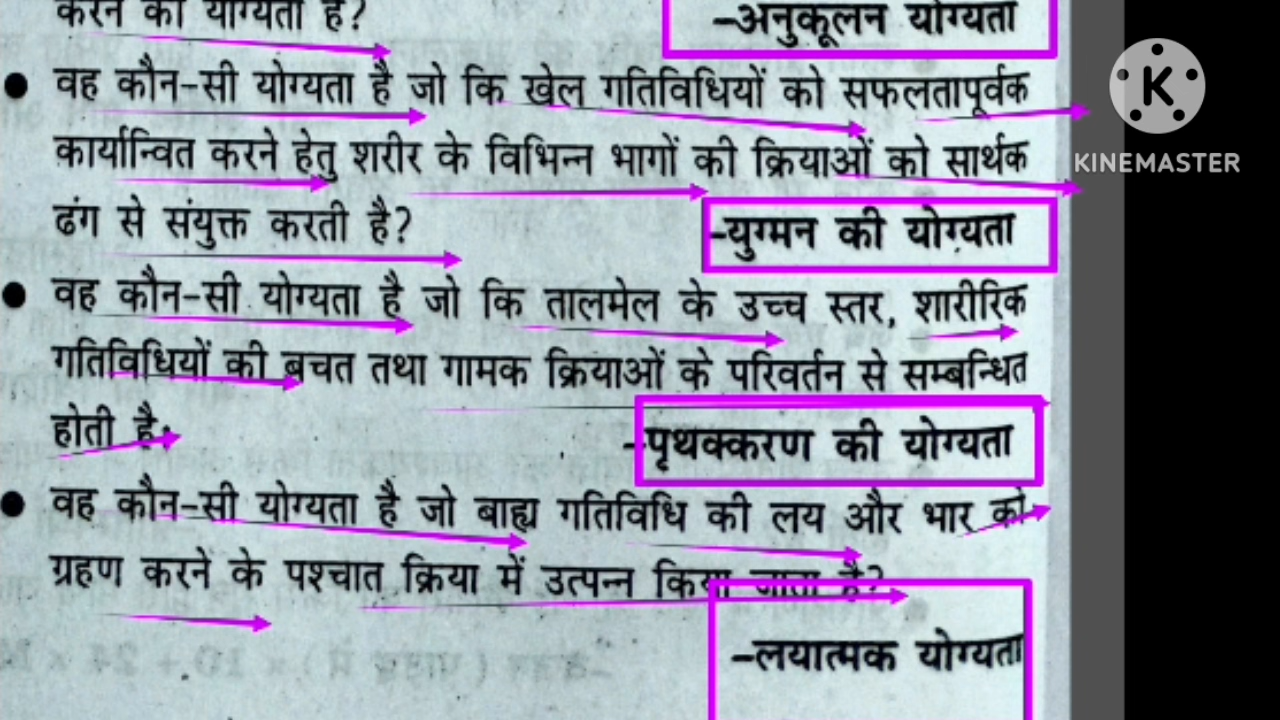 करने की योग्यता है?
-अनुकूलन योग्यता
● वह कौन-सी योग्यता है जो कि खेल गतिविधियों को सफलतापूर्वक
कार्यान्वित करने हेतु शरीर के विभिन्न भागों की क्रियाओं को सार्थक
ढंग से संयुक्त करती है?
-युग्मन की योग्यता
● वह कौन-सी योग्यता है जो कि तालमेल के उच्च स्तर, शारीरिक
गतिविधियों की बचत तथा गामक क्रियाओं के परिवर्तन से सम्बन्धित
होती है
-पृथक्करण की योग्यता
● वह कौन-सी योग्यता है जो बाह्य गतिविधि की लय और भार को
ग्रहण करने के पश्चात क्रिया में उत्पन्न किया जाता है?
-लयात्मक योग्यता
KINEMASTER